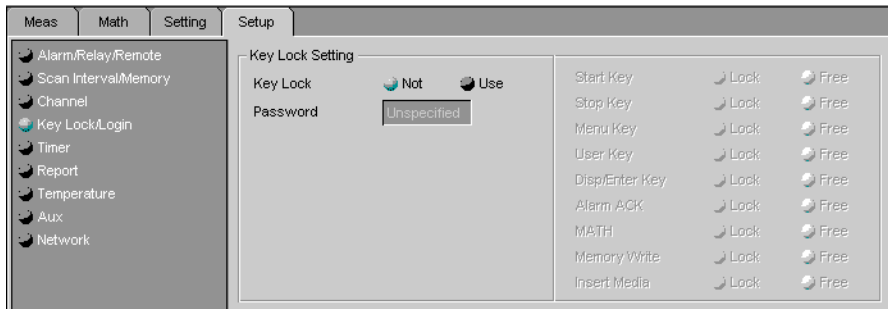 Meas Math Setting Setup
Alarm/Relay/Remote
Scan Interval/Memory
Channel
Key Lock/Login
Timer
Report
Temperature
Aux
Network
Key Lock Setting
Key Lock Not Use
Password Unspecified
Start Key Lock Free
Stop Key Lock Free
Menu Key Lock Free
User Key Lock Free
Disp/Enter Key Lock Free
Alarm ACK Lock Free
MATH Lock Free
Memory Write Lock Free
Insert Media Lock Free